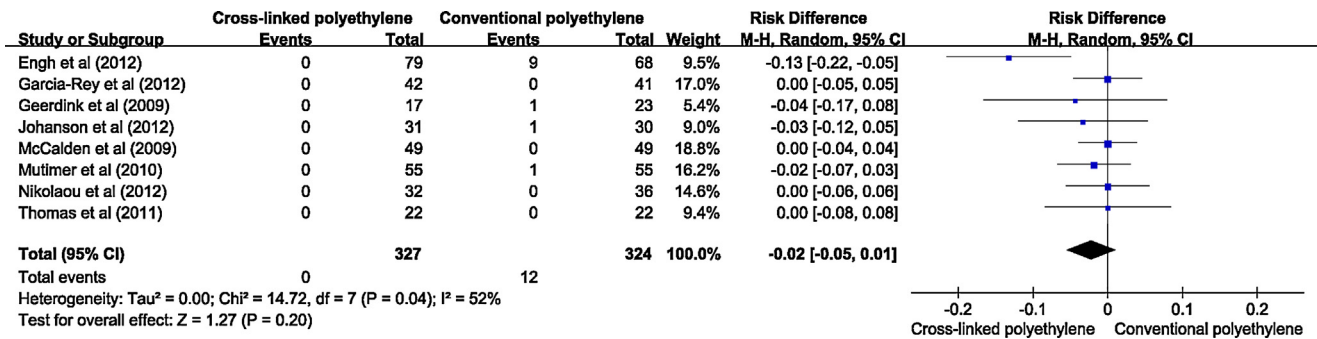 Cross-linked polyethylene Conventional polyethylene Risk Difference Risk Difference
Study or Subgroup Events Total Events Total Weight M-H, Random, 95% CI M-H, Random, 95% CI
Engh et al (2012) 0 79 9 68 9.5% -0.13 [-0.22, -0.05]
Garcia-Rey et al (2012) 0 42 0 41 17.0% 0.00 [-0.05, 0.05]
Geerdink et al (2009) 0 17 1 23 5.4% -0.04 [-0.17, 0.08]
Johanson et al (2012) 0 31 1 30 9.0% -0.03 [-0.12, 0.05]
McCalden et al (2009) 0 49 0 49 18.8% 0.00 [-0.04, 0.04]
Mutimer et al (2010) 0 55 1 55 16.2% -0.02 [-0.07, 0.03]
Nikolaou et al (2012) 0 32 0 36 14.6% 0.00 [-0.06, 0.06]
Thomas et al (2011) 0 22 0 22 9.4% 0.00 [-0.08, 0.08]
Total (95% CI) 327 324 100.0% -0.02 [-0.05, 0.01]
Total events 0 12
Heterogeneity: Tau² = 0.00; Chi² = 14.72, df = 7 (P = 0.04); I² = 52%
Test for overall effect: Z = 1.27 (P = 0.20)
-0.2 -0.1 0 0.1 0.2
Cross-linked polyethylene Conventional polyethylene